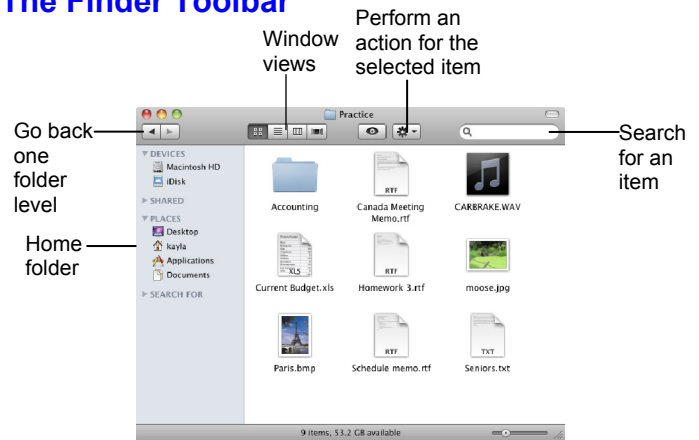 The Finder Toolbar
Window
views
Perform an
action for the
selected item
Go back
one
folder
level
Home
folder
Search
for an
item
Practice
DEVICES
Macintosh HD
iDisk
SHARED
PLACES
Desktop
kayla
Applications
Documents
SEARCH FOR
Accounting
RTF
Canada Meeting
Memo.rtf
CARBRAKE.WAV
XLS
Current Budget.xls
RTF
Homework 3.rtf
moose.jpg
Paris.bmp
RTF
Schedule memo.rtf
TXT
Seniors.txt
9 items, 53.2 GB available